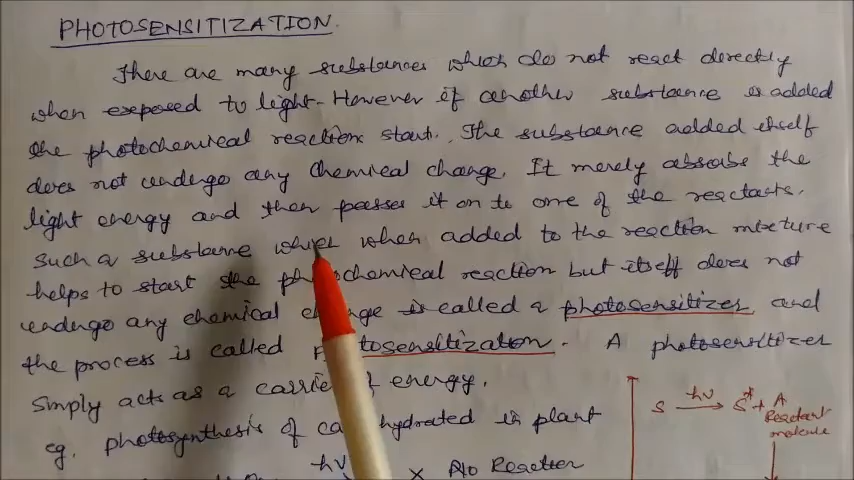 PHOTOSENSITIZATION.
There are many substances which do not react directly
when exposed to light. However if another substance is added
the photochemical reaction start. The substance added itself
does not undergo any chemical change. It merely absorbs the
light energy and then passes it on to one of the reactants.
Such a substance which when added to the reaction mixture
helps to start the photochemical reaction but itself does not
undergo any chemical change is called a photosensitizer and
the process is called photosensitization. A photosensitizer
simply acts as a carrier of energy.
eg. photosynthesis of carbohydrated in plant
hν × No Reaction
S hν→ S* + A
Reactant
molecule